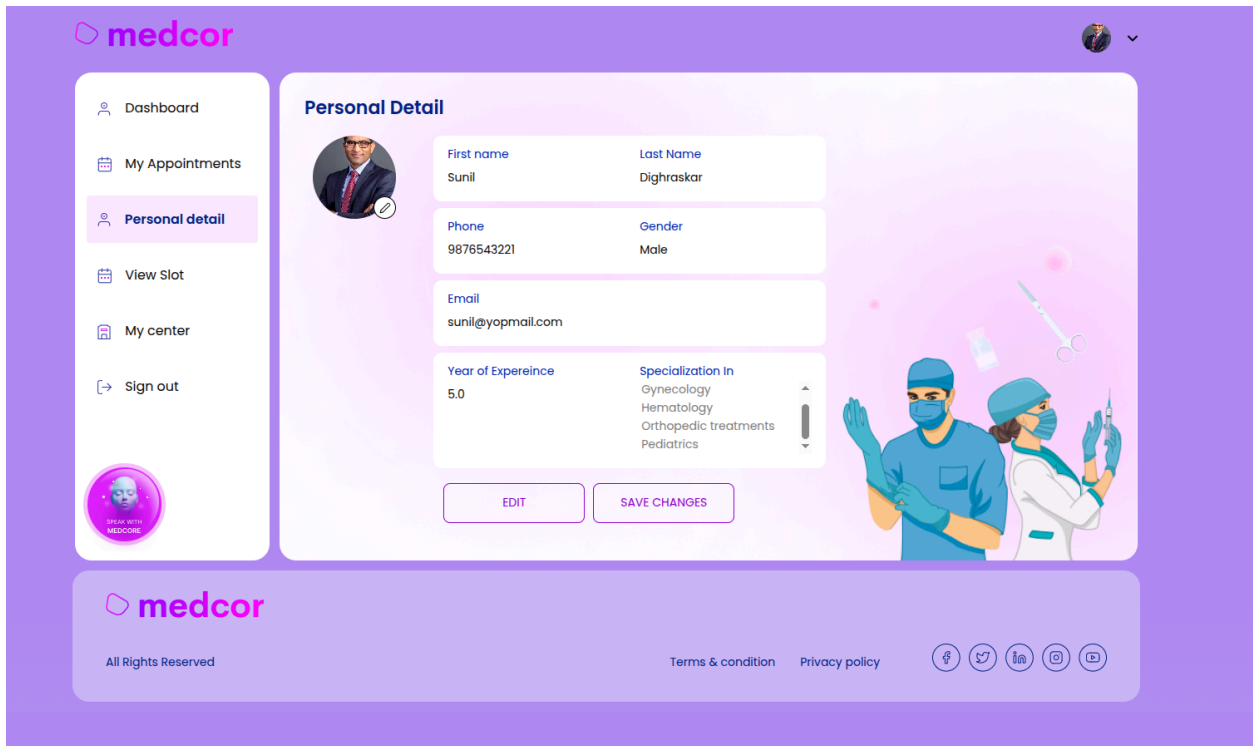 medcor
Dashboard
My Appointments
Personal detail
View Slot
My center
Sign out
SPEAK WITH
MEDCORE
Personal Detail
First name
Sunil
Last Name
Dighraskar
Phone
9876543221
Gender
Male
Email
sunil@yopmail.com
Year of Expereince
5.0
Specialization In
Gynecology
Hematology
Orthopedic treatments
Pediatrics
EDIT
SAVE CHANGES
medcor
All Rights Reserved
Terms & condition
Privacy policy